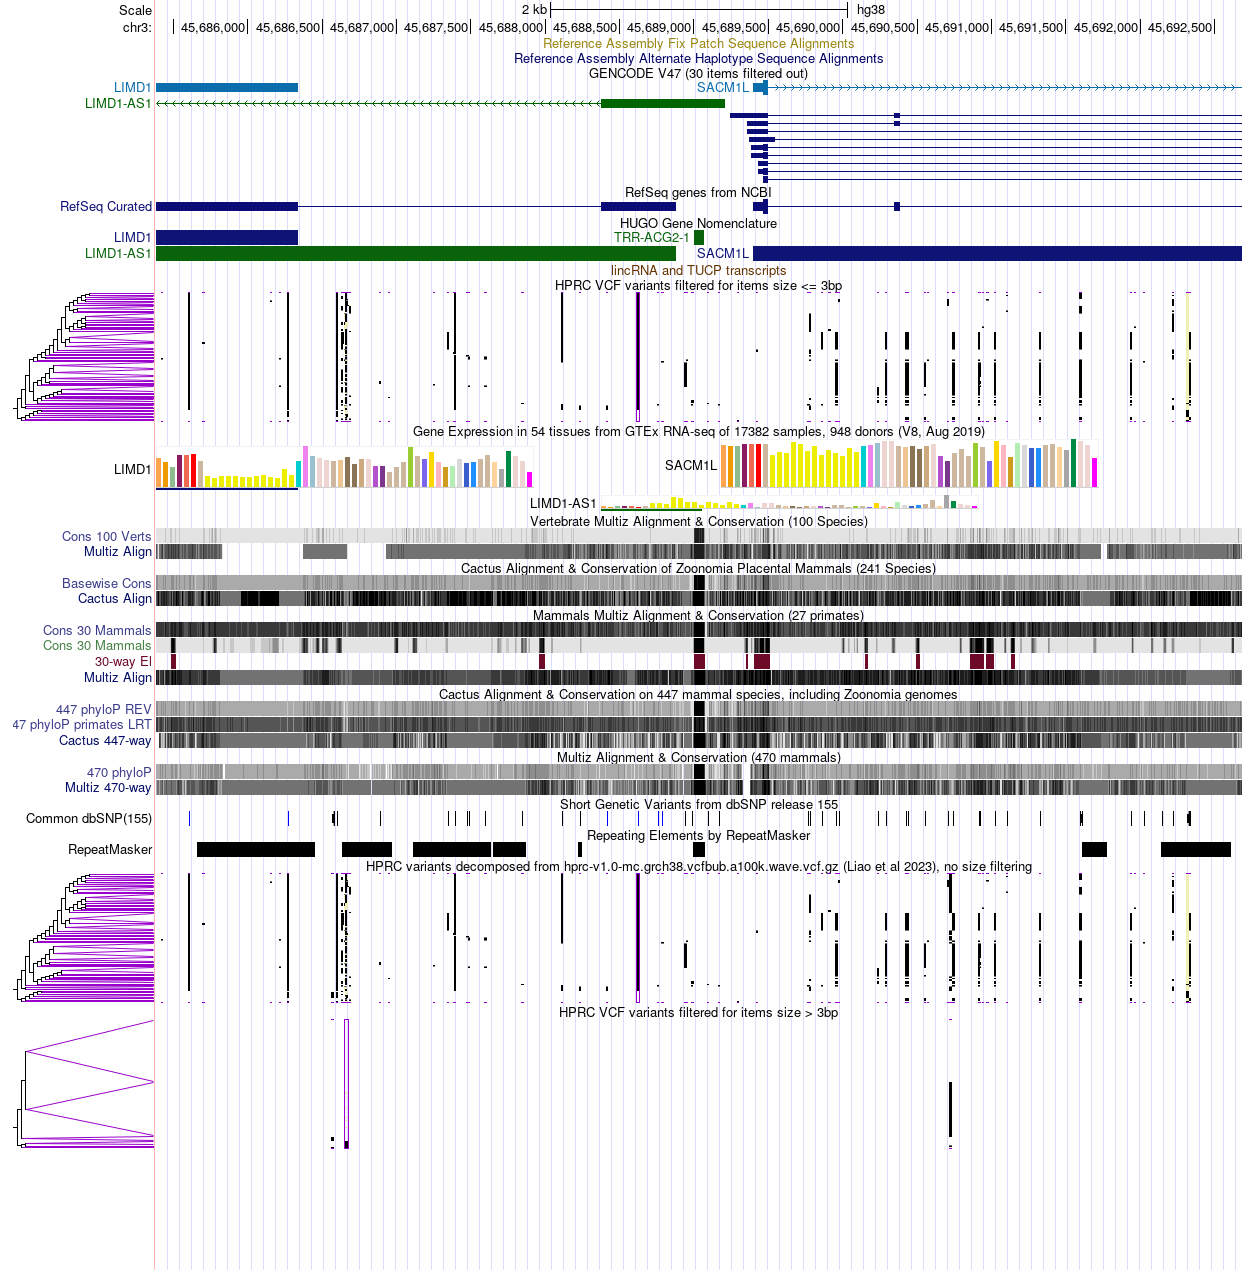 Scale 2 kb hg38
chr3: 45,686,000 45,686,500 45,687,000 45,687,500 45,688,000 45,688,500 45,689,000 45,689,500 45,690,000 45,690,500 45,691,000 45,691,500 45,692,000 45,692,500
Reference Assembly Fix Patch Sequence Alignments
Reference Assembly Alternate Haplotype Sequence Alignments
GENCODE V47 (30 items filtered out)
LIMD1 SACM1L
LIMD1-AS1
RefSeq genes from NCBI
RefSeq Curated
HUGO Gene Nomenclature
LIMD1 TRR-ACG2-1
LIMD1-AS1 SACM1L
lincRNA and TUCP transcripts
HPRC VCF variants filtered for items size <= 3bp
Gene Expression in 54 tissues from GTEx RNA-seq of 17382 samples, 948 donors (V8, Aug 2019)
LIMD1 SACM1L
LIMD1-AS1
Vertebrate Multiz Alignment & Conservation (100 Species)
Cons 100 Verts
Multiz Align
Cactus Alignment & Conservation of Zoonomia Placental Mammals (241 Species)
Basewise Cons
Cactus Align
Mammals Multiz Alignment & Conservation (27 primates)
Cons 30 Mammals
Cons 30 Mammals
30-way El
Multiz Align
Cactus Alignment & Conservation on 447 mammal species, including Zoonomia genomes
447 phyloP REV
47 phyloP primates LRT
Cactus 447-way
Multiz Alignment & Conservation (470 mammals)
470 phyloP
Multiz 470-way
Short Genetic Variants from dbSNP release 155
Common dbSNP(155)
Repeating Elements by RepeatMasker
RepeatMasker
HPRC variants decomposed from hprc-v1.0-mc.grch38.vcfbub.a100k.wave.vcf.gz (Liao et al 2023), no size filtering
HPRC VCF variants filtered for items size > 3bp